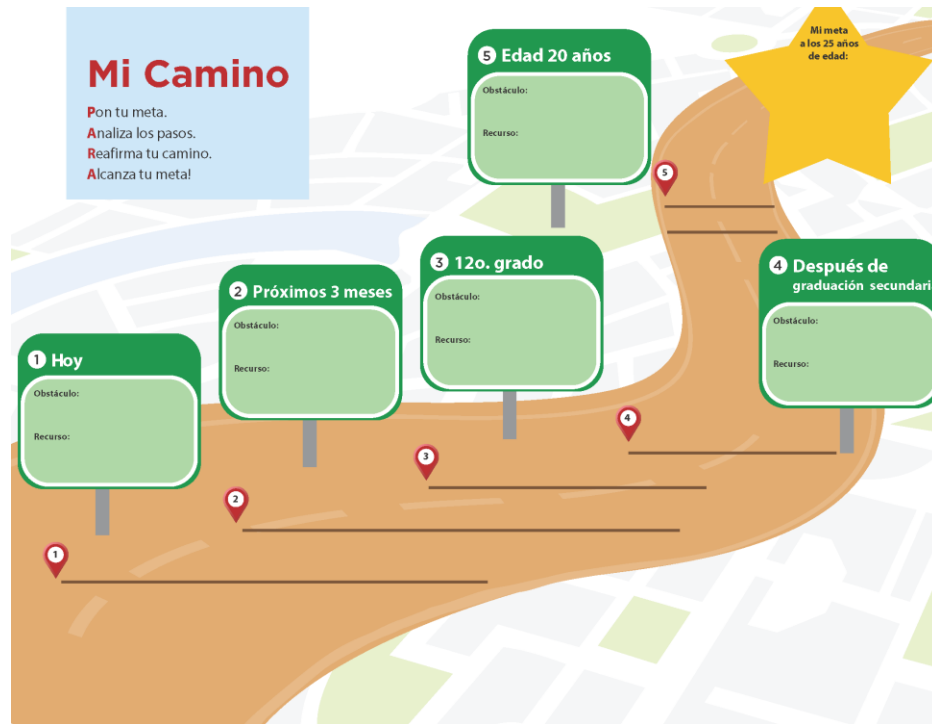 Mi Camino
Pon tu meta.
Analiza los pasos.
Reafirma tu camino.
Alcanza tu meta!
Mi meta
a los 25 años
de edad:
5 Edad 20 años
Obstáculo:
Recurso:
5
3 12o. grado
Obstáculo:
Recurso:
4 Después de
graduación secundari
Obstáculo:
Recurso:
2 Próximos 3 meses
Obstáculo:
Recurso:
1 Hoy
Obstáculo:
Recurso:
4
3
2
1